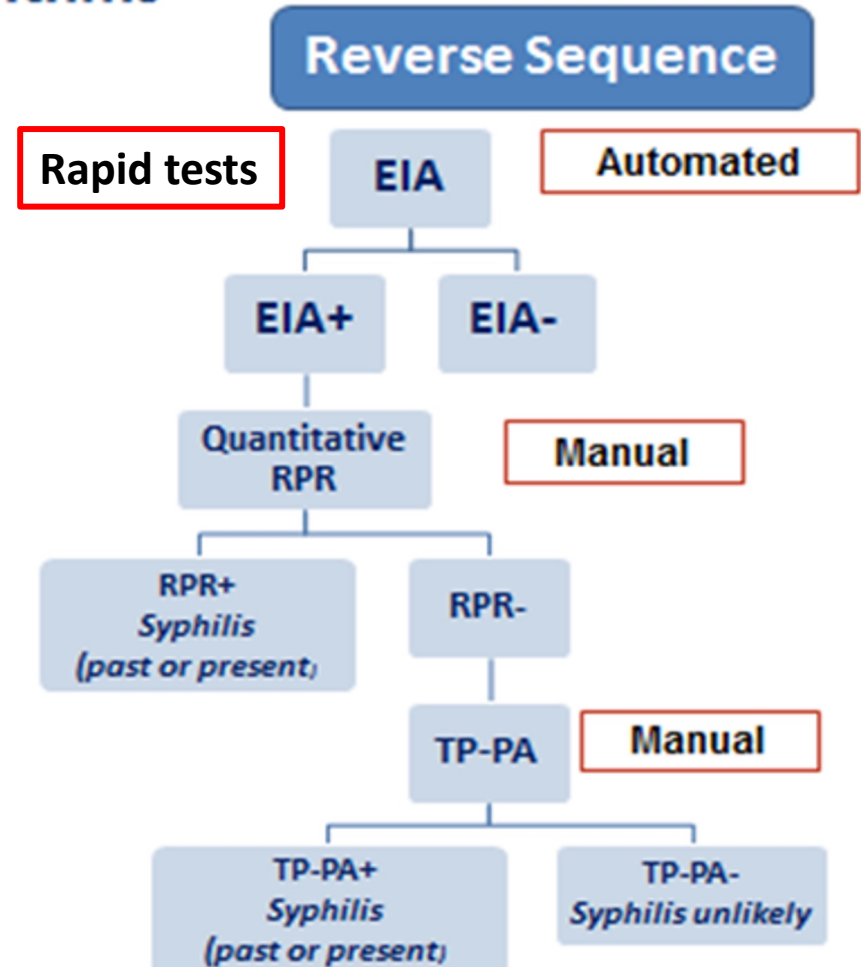 Reverse Sequence
Rapid tests
EIA
Automated
EIA+
EIA-
Quantitative
RPR
Manual
RPR+
Syphilis
(past or present)
RPR-
TP-PA
Manual
TP-PA+
Syphilis
(past or present)
TP-PA-
Syphilis unlikely